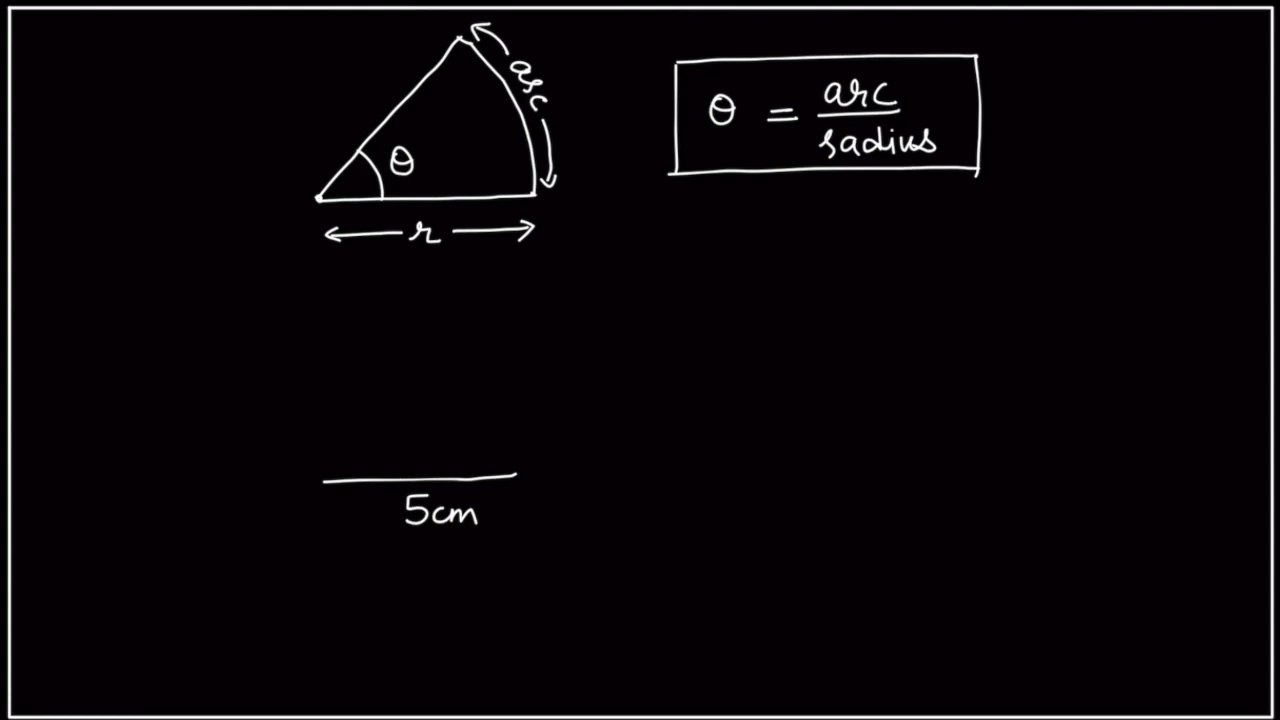 arc
θ
r
θ = arc
radius
5cm